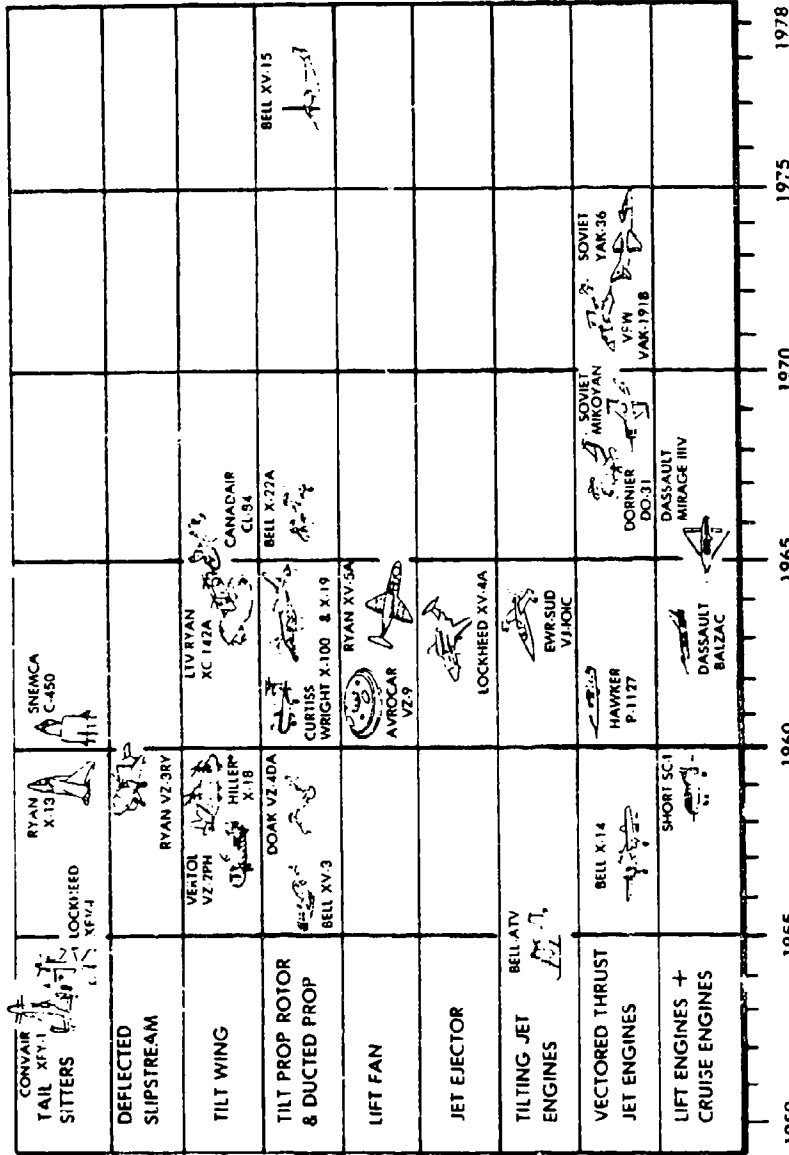 CONVAIR
TAIL XFY-1
SITTERS
LOCKHEED
XFV-1
RYAN
X-13
SNEMCA
C-450
DEFLECTED
SLIPSTREAM
RYAN VZ-3RY
TILT WING
VERTOL
VZ-2PH
HILLER
X-18
LTV RYAN
XC 142A
CANADAIR
CL-84
TILT PROP ROTOR
& DUCTED PROP
BELL XV-3
DOAK VZ-4DA
CURTISS
WRIGHT X-100 & X-19
BELL X-22A
BELL XV-15
LIFT FAN
AVROCAR
VZ-9
RYAN XV-5A
JET EJECTOR
LOCKHEED XV-4A
TILTING JET
ENGINES
BELL-ATV
EWR-SUD
VJ-101C
VECTORED THRUST
JET ENGINES
BELL X-14
HAWKER
P-1127
DORNIER
DO-31
SOVIET
MIKOYAN
VFW
VAK-191B
SOVIET
YAK-36
LIFT ENGINES +
CRUISE ENGINES
SHORT SC-1
DASSAULT
BALZAC
DASSAULT
MIRAGE IIIV
1960
1965
1970
1975
1978